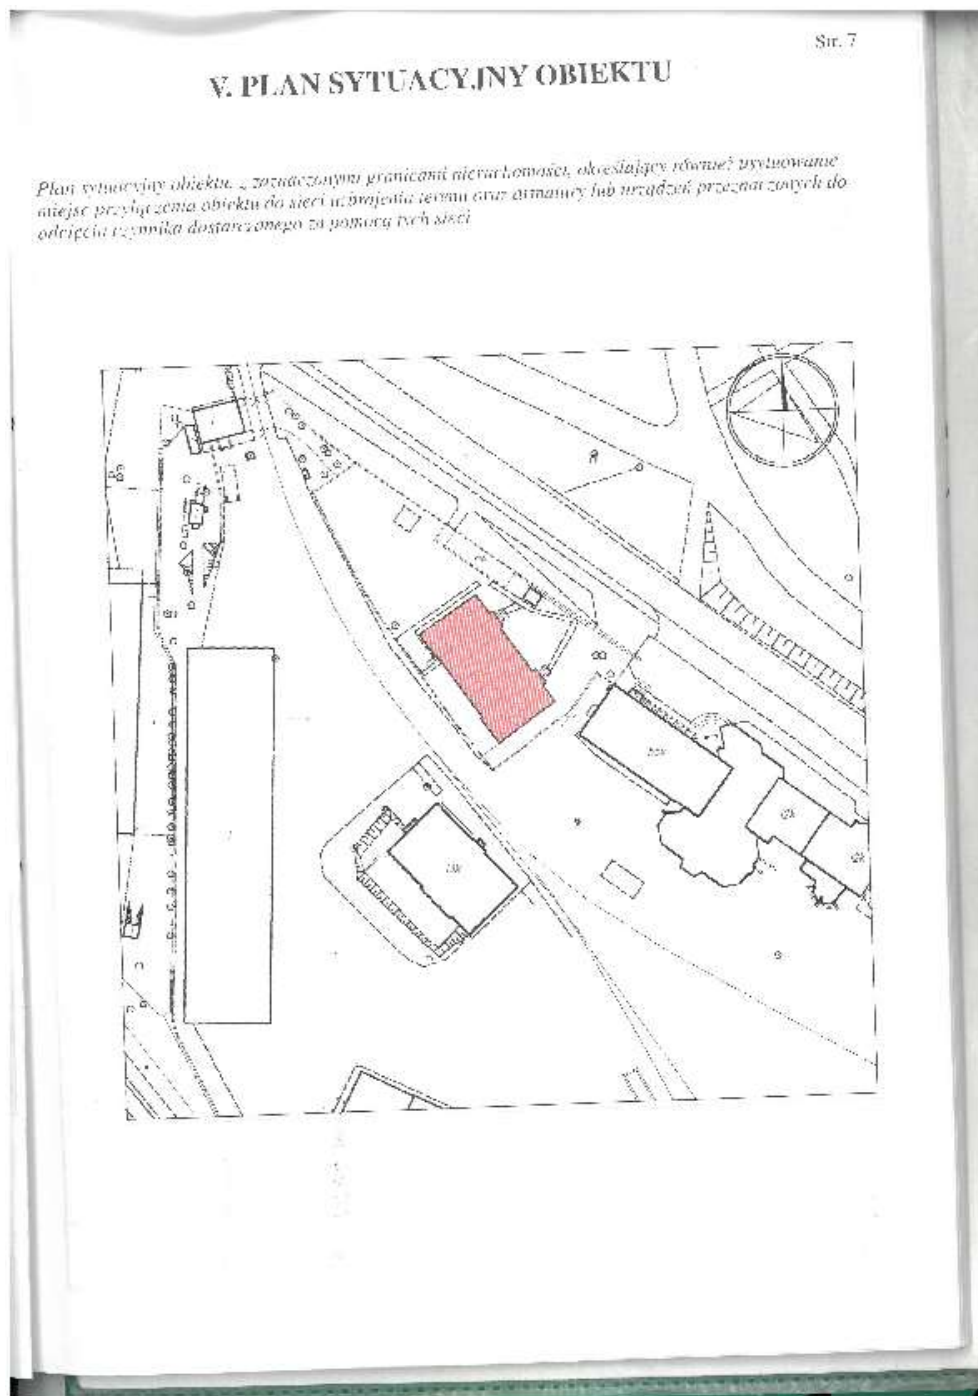 Str. 7
V. PLAN SYTUACYJNY OBIEKTU
Plan sytuacyjny obiektu, z zaznaczonymi granicami nieruchomości, określający również usytuowanie
miejsc przyłączenia obiektu do sieci uzbrojenia terenu oraz armatury lub urządzeń przeznaczonych do
odcięcia czynnika dostarczanego za pomocą tych sieci